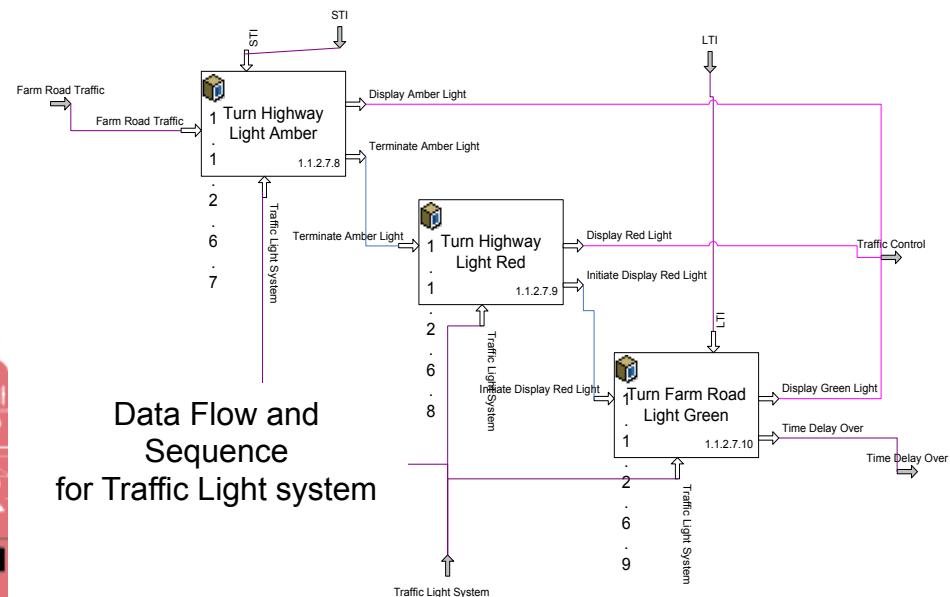 STI
STI
LTI
Farm Road Traffic
Farm Road Traffic
Turn Highway
Light Amber
1.1.2.7.8
1.1.2.6.7
Display Amber Light
Terminate Amber Light
Traffic Light System
Terminate Amber Light
Turn Highway
Light Red
1.1.2.7.9
1.1.2.6.8
Display Red Light
Initiate Display Red Light
Traffic Control
Traffic Light System
LTI
Initiate Display Red Light
Turn Farm Road
Light Green
1.1.2.7.10
1.1.2.6.9
Display Green Light
Time Delay Over
Time Delay Over
Traffic Light System
Data Flow and
Sequence
for Traffic Light system
Traffic Light System